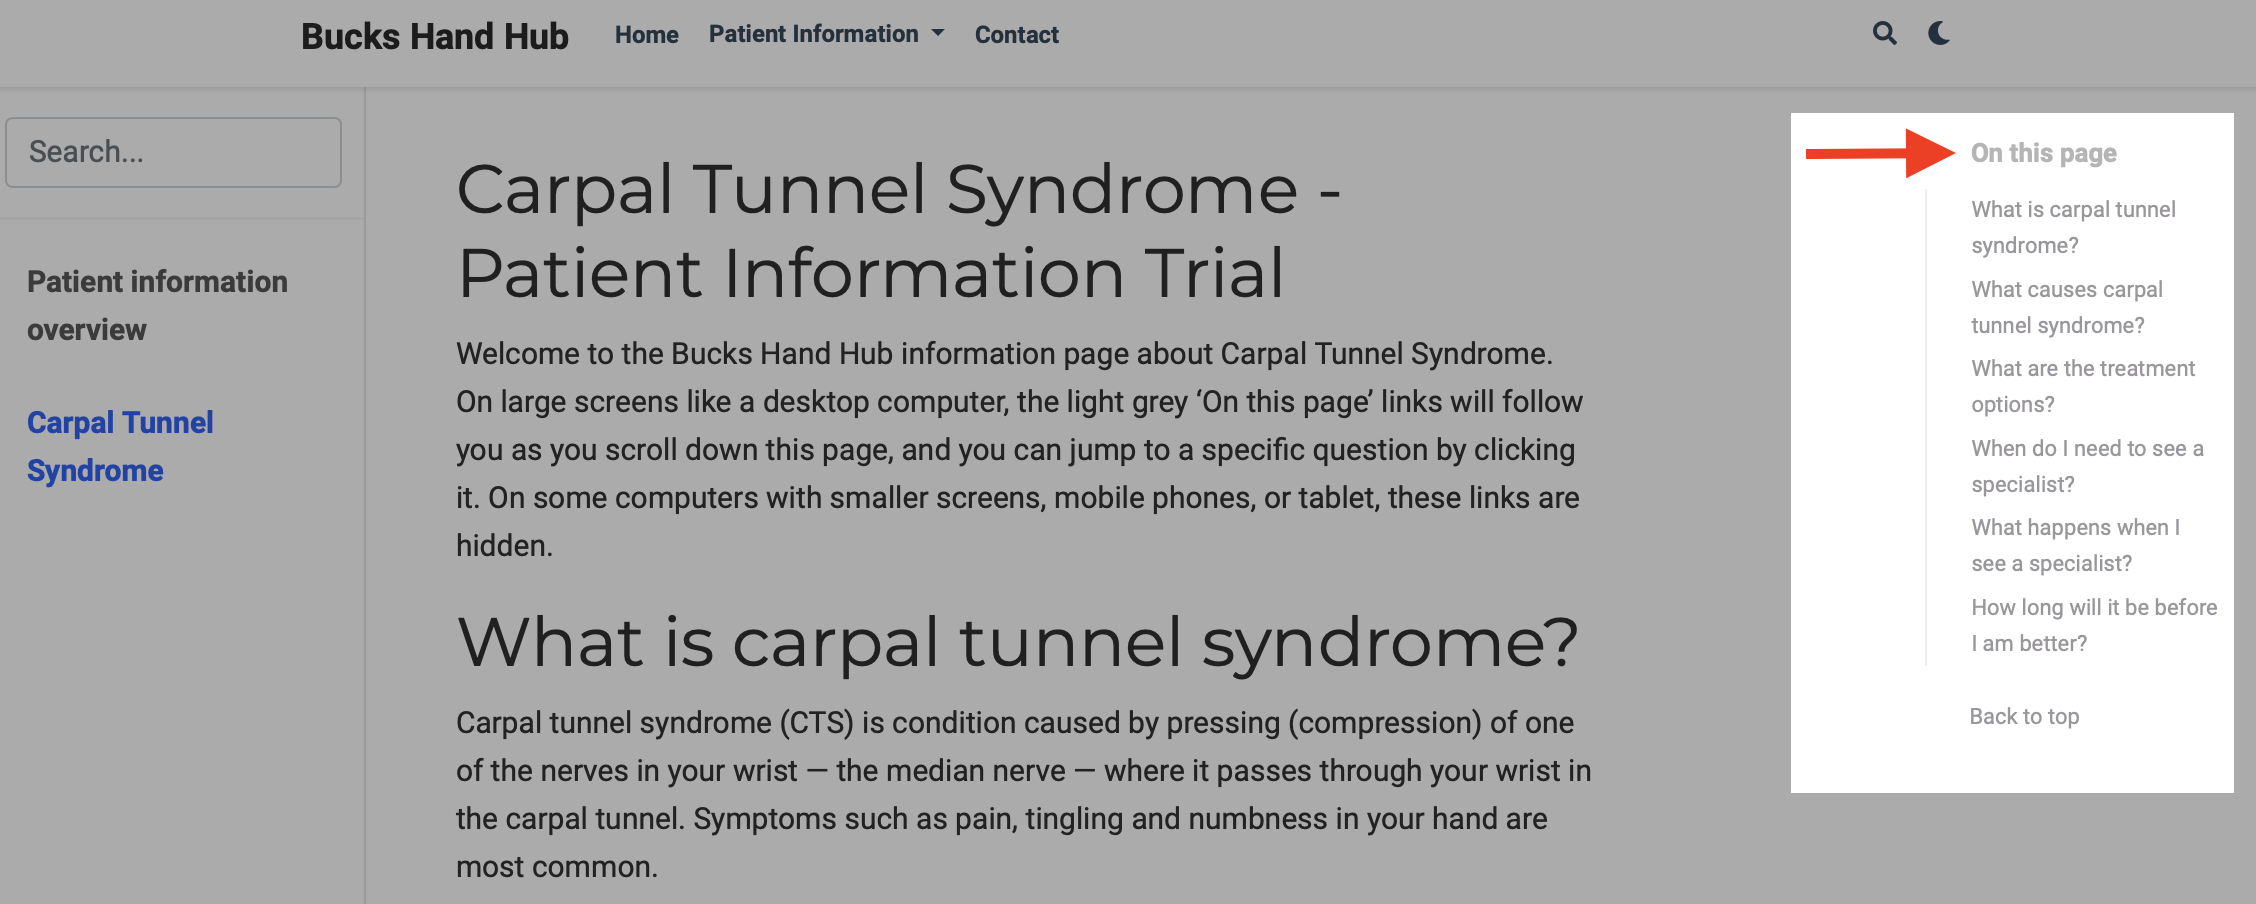 Bucks Hand Hub
Home
Patient Information
Contact
Search...
Patient information
overview
Carpal Tunnel
Syndrome
Carpal Tunnel Syndrome -
Patient Information Trial
Welcome to the Bucks Hand Hub information page about Carpal Tunnel Syndrome.
On large screens like a desktop computer, the light grey ‘On this page’ links will follow
you as you scroll down this page, and you can jump to a specific question by clicking
it. On some computers with smaller screens, mobile phones, or tablet, these links are
hidden.
What is carpal tunnel syndrome?
Carpal tunnel syndrome (CTS) is condition caused by pressing (compression) of one
of the nerves in your wrist — the median nerve — where it passes through your wrist in
the carpal tunnel. Symptoms such as pain, tingling and numbness in your hand are
most common.
On this page
What is carpal tunnel
syndrome?
What causes carpal
tunnel syndrome?
What are the treatment
options?
When do I need to see a
specialist?
What happens when I
see a specialist?
How long will it be before
I am better?
Back to top